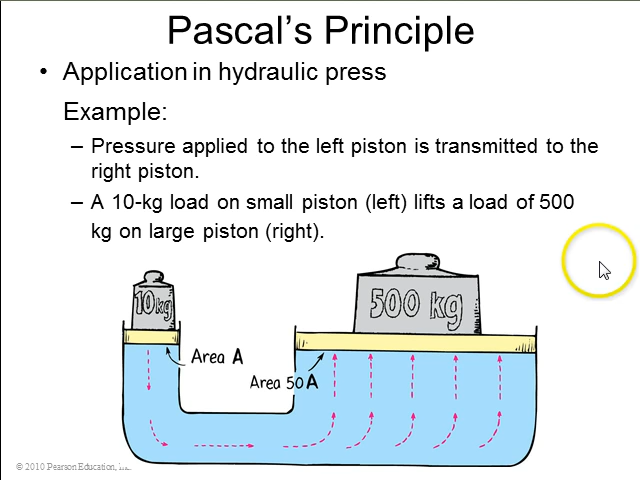 Pascal's Principle
• Application in hydraulic press
Example:
– Pressure applied to the left piston is transmitted to the
right piston.
– A 10-kg load on small piston (left) lifts a load of 500
kg on large piston (right).
10kg
500 kg
Area A
Area 50A
© 2010 Pearson Education,